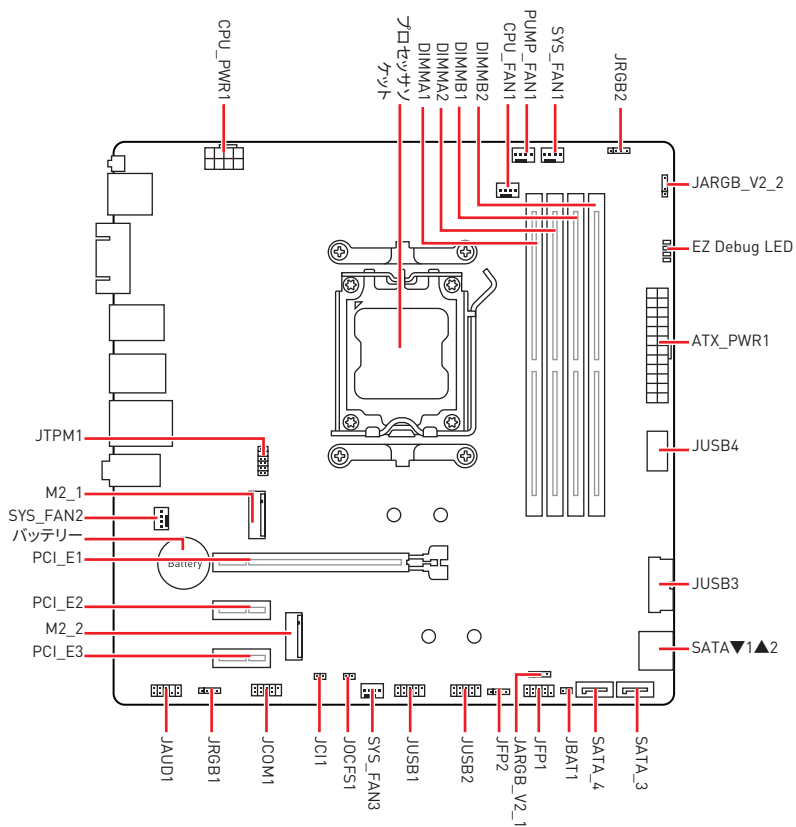 CPU_PWR1
プロセッサソ
ケット
DIMMA1
DIMMA2
DIMMB1
DIMMB2
CPU_FAN1
PUMP_FAN1
SYS_FAN1
JRGB2
JARGB_V2_2
EZ Debug LED
ATX_PWR1
JUSB4
JUSB3
SATA▼1▲2
JTPM1
M2_1
SYS_FAN2
バッテリー
Battery
PCI_E1
PCI_E2
M2_2
PCI_E3
JAUD1
JRGB1
JCOM1
JCI1
JOCFS1
SYS_FAN3
JUSB1
JUSB2
JFP2
JARGB_V2_1
JFP1
JBAT1
SATA_4
SATA_3